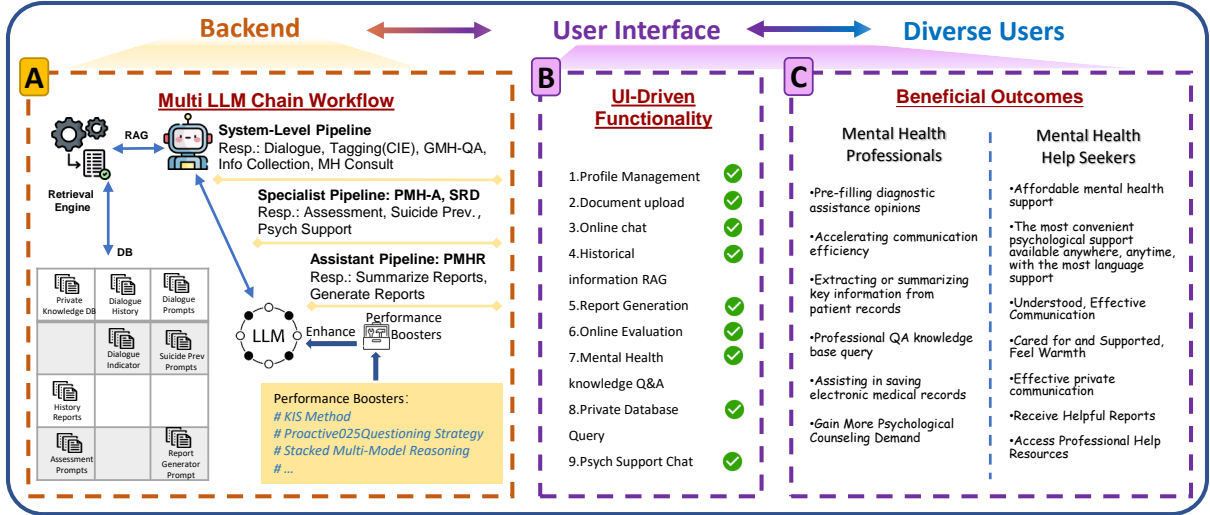 Backend
User Interface
Diverse Users
A
Multi LLM Chain Workflow
RAG
Retrieval
Engine
DB
System-Level Pipeline
Resp.: Dialogue, Tagging(CIE), GMH-QA,
Info Collection, MH Consult
Specialist Pipeline: PMH-A, SRD
Resp.: Assessment, Suicide Prev.,
Psych Support
Assistant Pipeline: PMHR
Resp.: Summarize Reports,
Generate Reports
Private
Knowledge DB
Dialogue
History
Dialogue
Prompts
Dialogue
Indicator
Suicide Prev
Prompts
History
Reports
Assessment
Prompts
Report
Generator
Prompt
LLM
Enhance
Performance
Boosters
Performance Boosters:
# KIS Method
# Proactive025Questioning Strategy
# Stacked Multi-Model Reasoning
# ...
B
UI-Driven
Functionality
1.Profile Management
2.Document upload
3.Online chat
4.Historical
information RAG
5.Report Generation
6.Online Evaluation
7.Mental Health
knowledge Q&A
8.Private Database
Query
9.Psych Support Chat
C
Beneficial Outcomes
Mental Health
Professionals
•Pre-filling diagnostic
assistance opinions
•Accelerating communication
efficiency
•Extracting or summarizing
key information from
patient records
•Professional QA knowledge
base query
•Assisting in saving
electronic medical records
•Gain More Psychological
Counseling Demand
Mental Health
Help Seekers
•Affordable mental health
support
•The most convenient
psychological support
available anywhere, anytime,
with the most language
support
•Understood, Effective
Communication
•Cared for and Supported,
Feel Warmth
•Effective private
communication
•Receive Helpful Reports
•Access Professional Help
Resources